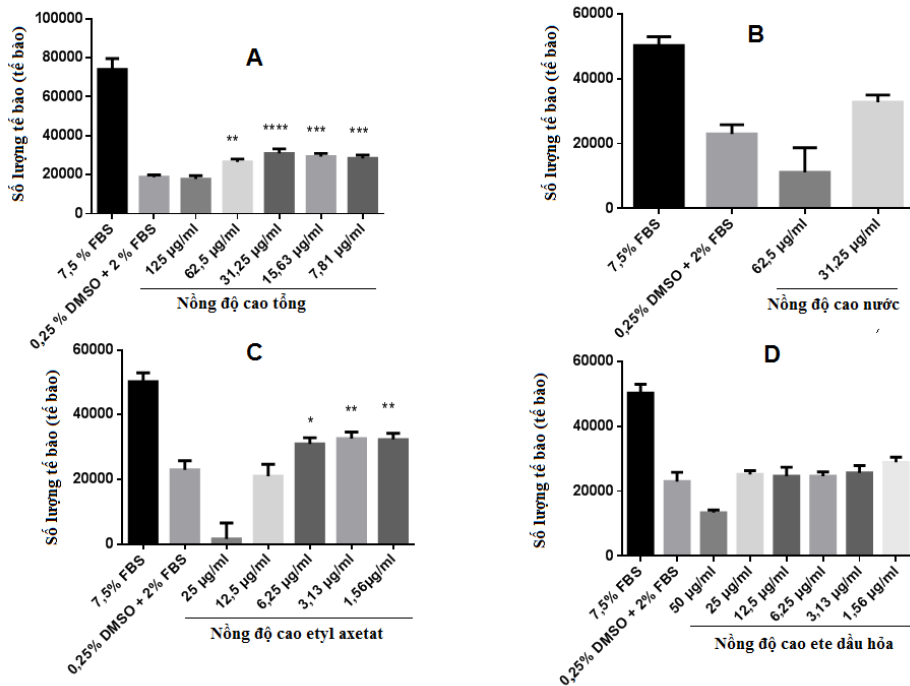 A
Số lượng tế bào (tế bào)
100000
80000
60000
40000
20000
0
**
****
***
***
7,5 % FBS
0,25 % DMSO + 2 % FBS
125 µg/ml
62,5 µg/ml
31,25 µg/ml
15,63 µg/ml
7,81 µg/ml
Nồng độ cao tổng
B
Số lượng tế bào (tế bào)
60000
40000
20000
0
7,5% FBS
0,25% DMSO + 2% FBS
62,5 µg/ml
31,25 µg/ml
Nồng độ cao nước
C
Số lượng tế bào (tế bào)
60000
40000
20000
0
*
**
**
7,5% FBS
0,25% DMSO + 2% FBS
25 µg/ml
12,5 µg/ml
6,25 µg/ml
3,13 µg/ml
1,56µg/ml
Nồng độ cao etyl axetat
D
Số lượng tế bào (tế bào)
60000
40000
20000
0
7,5% FBS
0,25% DMSO + 2% FBS
50 µg/ml
25 µg/ml
12,5 µg/ml
6,25 µg/ml
3,13 µg/ml
1,56 µg/ml
Nồng độ cao ete dầu hỏa